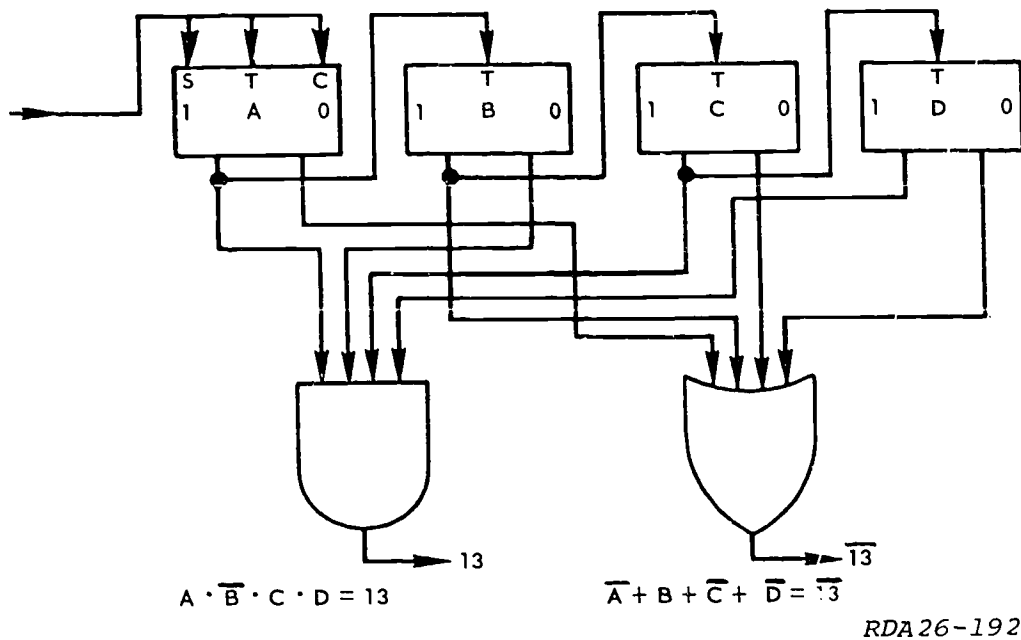 S T C T T T
1 A 0 1 B 0 1 C 0 1 D 0
13 1̅3̅
A · B̅ · C · D = 13 A̅ + B + C̅ + D̅ = 1̅3̅
RDA26-192